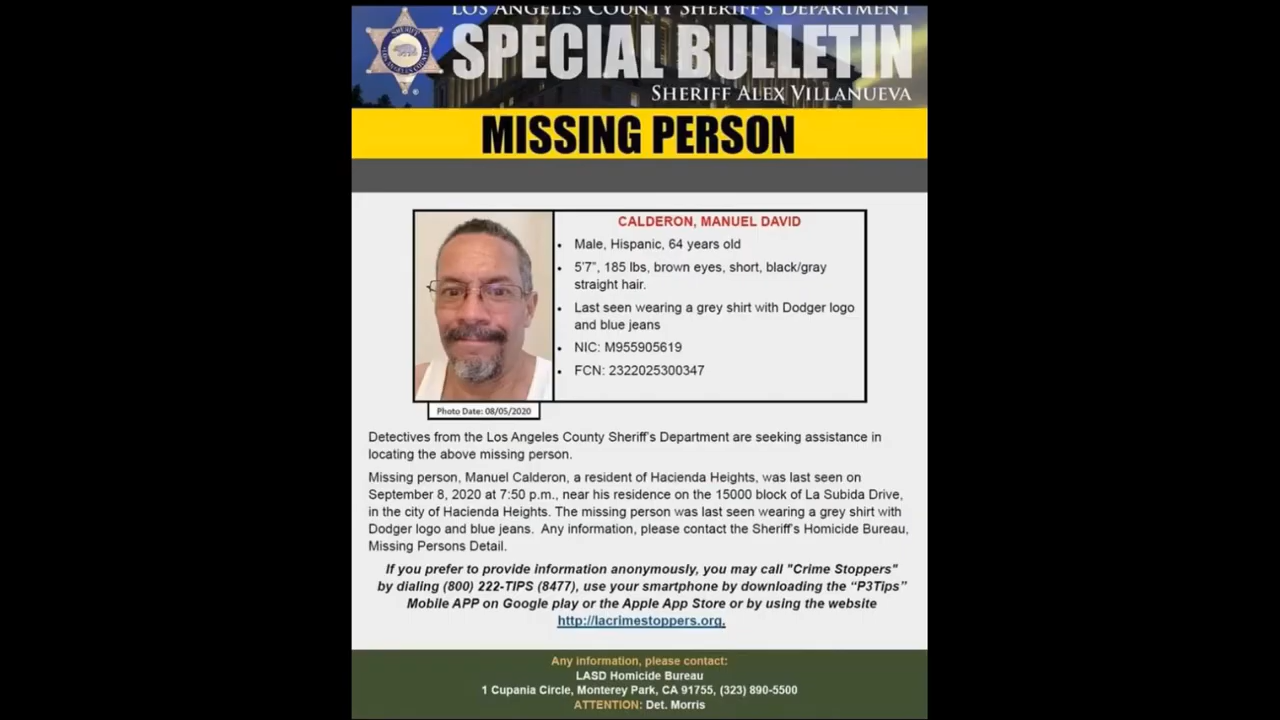 LOS ANGELES COUNTY SHERIFF'S DEPARTMENT
SPECIAL BULLETIN
SHERIFF ALEX VILLANUEVA
MISSING PERSON
CALDERON, MANUEL DAVID
• Male, Hispanic, 64 years old
• 5'7", 185 lbs, brown eyes, short, black/gray
straight hair.
• Last seen wearing a grey shirt with Dodger logo
and blue jeans
• NIC: M955905619
• FCN: 2322025300347
Photo Date: 08/05/2020
Detectives from the Los Angeles County Sheriff's Department are seeking assistance in
locating the above missing person.
Missing person, Manuel Calderon, a resident of Hacienda Heights, was last seen on
September 8, 2020 at 7:50 p.m., near his residence on the 15000 block of La Subida Drive,
in the city of Hacienda Heights. The missing person was last seen wearing a grey shirt with
Dodger logo and blue jeans. Any information, please contact the Sheriff's Homicide Bureau,
Missing Persons Detail.
If you prefer to provide information anonymously, you may call "Crime Stoppers"
by dialing (800) 222-TIPS (8477), use your smartphone by downloading the “P3Tips”
Mobile APP on Google play or the Apple App Store or by using the website
http://lacrimestoppers.org.
Any information, please contact:
LASD Homicide Bureau
1 Cupania Circle, Monterey Park, CA 91755, (323) 890-5500
ATTENTION: Det. Morris